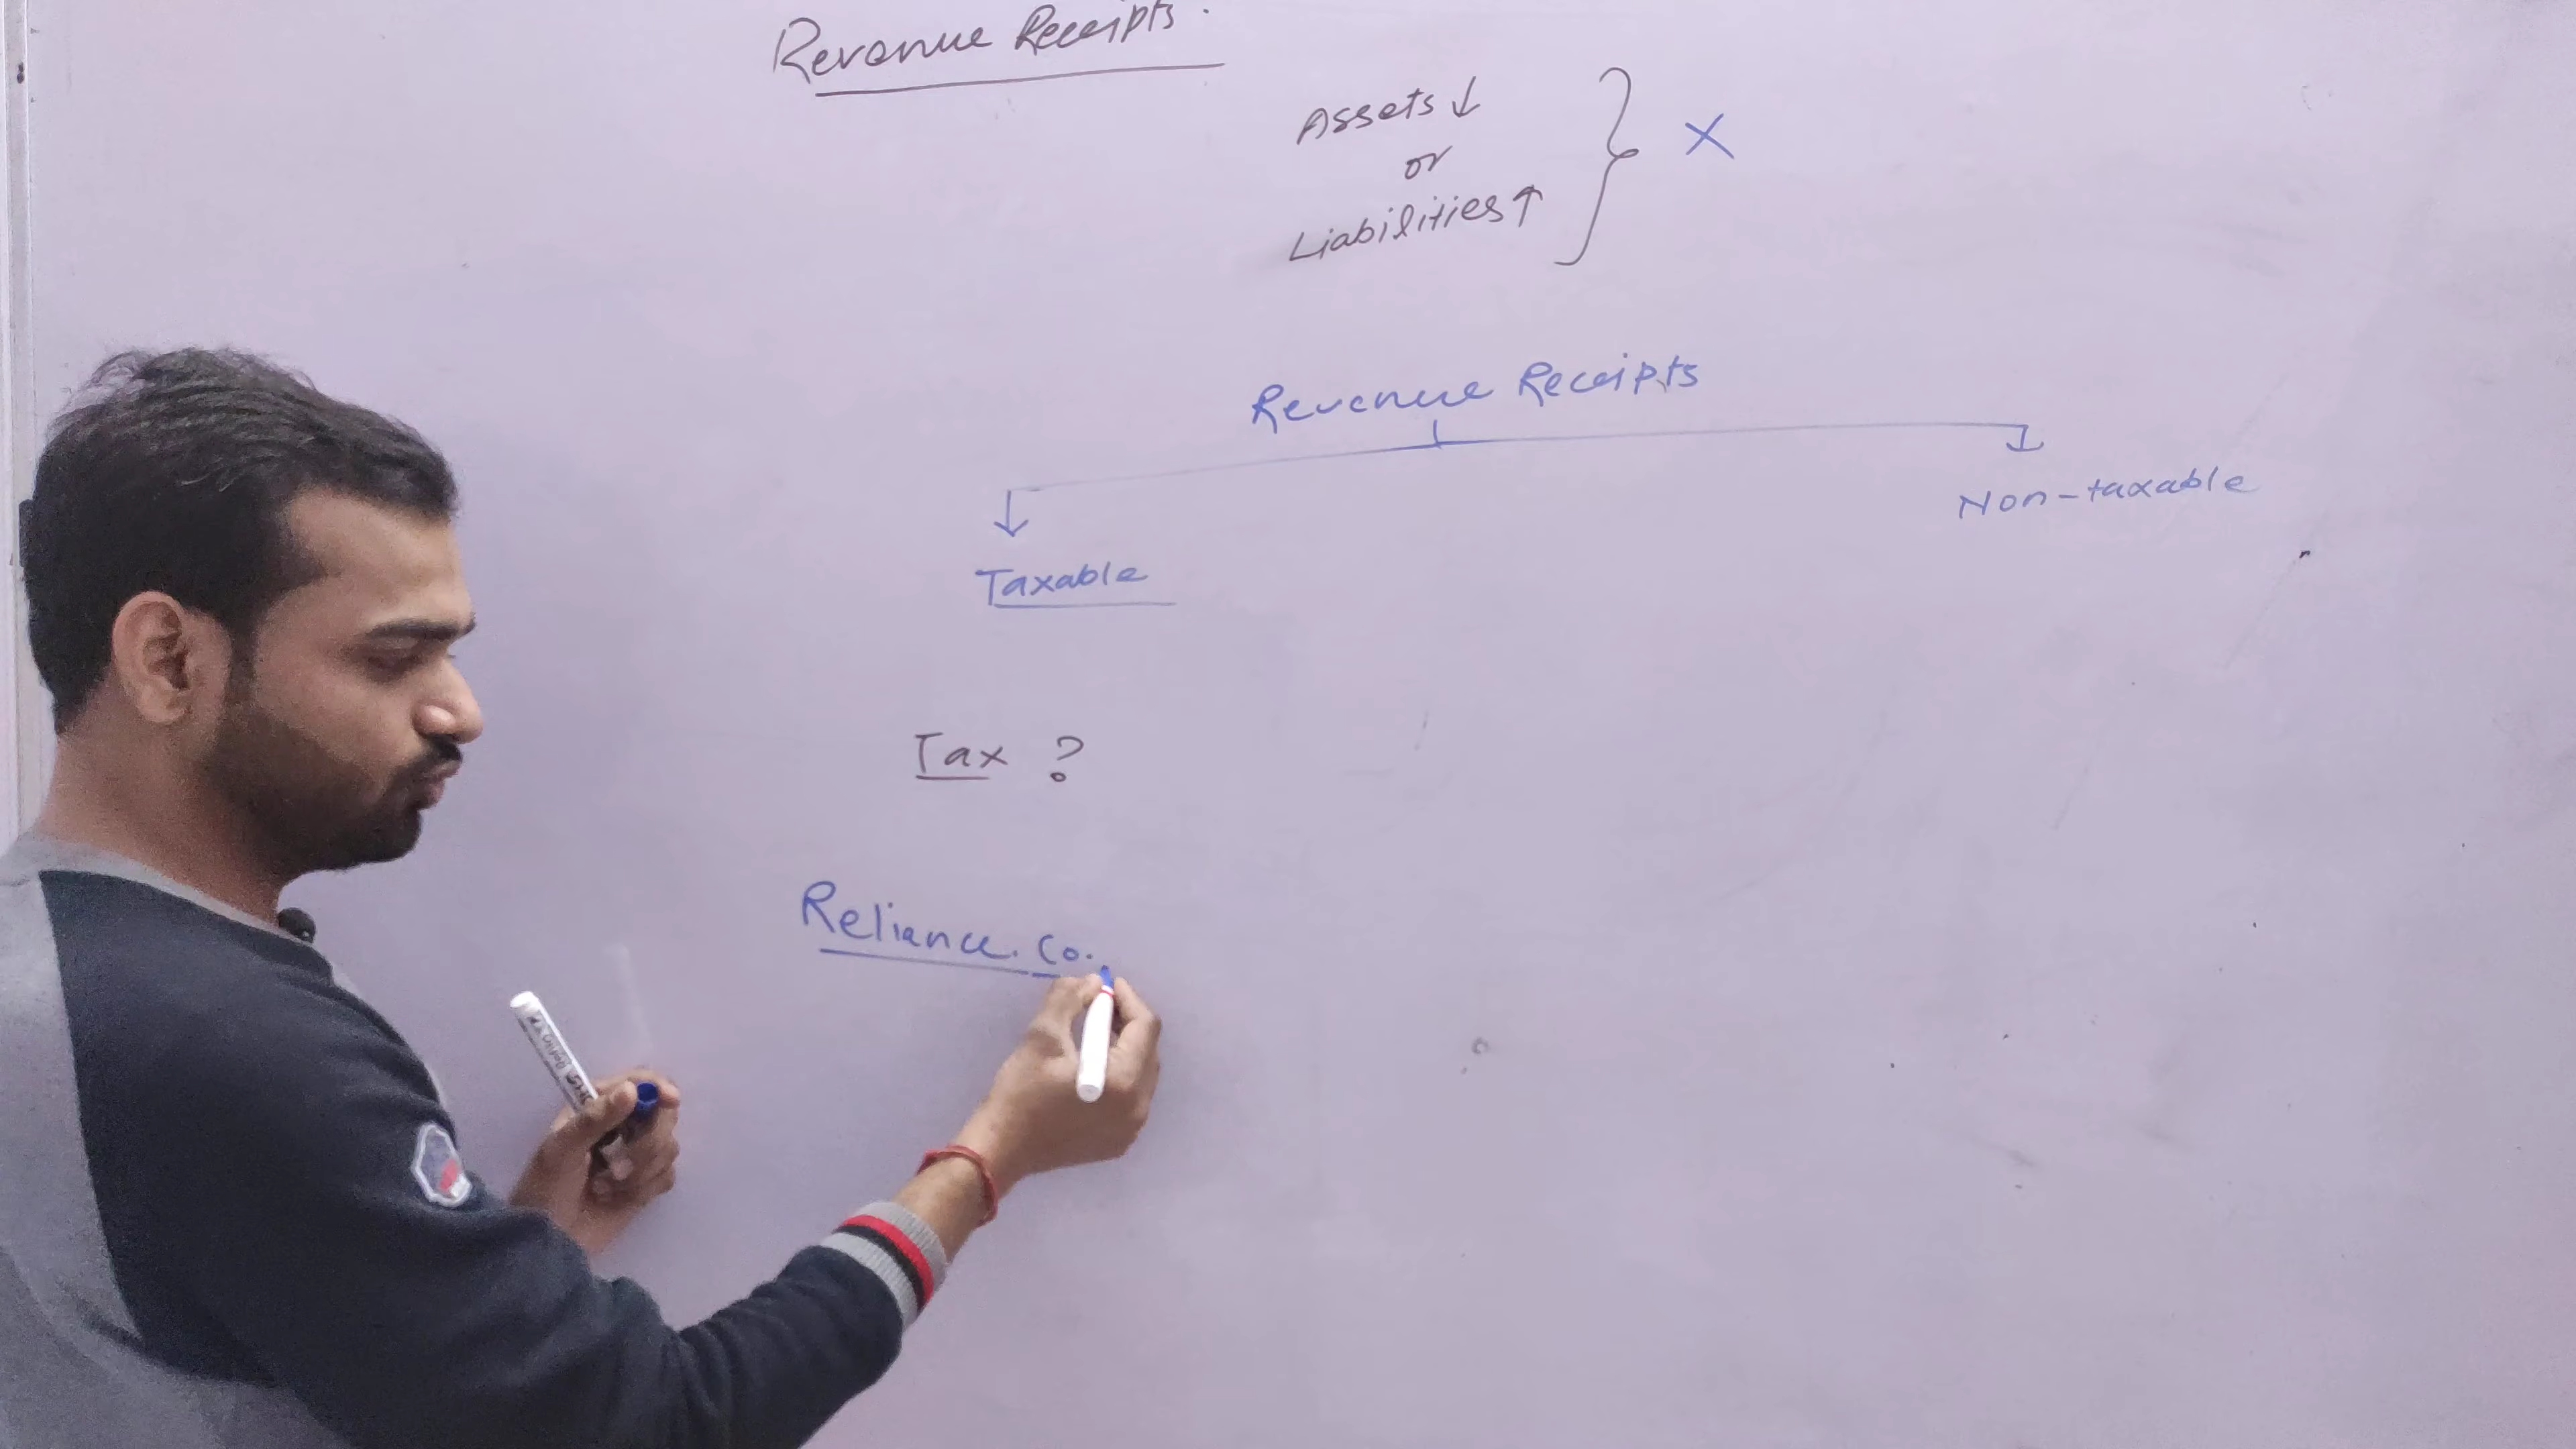 Revenue Receipts.
Assets ↓
or
Liabilities ↑
X
Revenue Receipts
Taxable
Non-taxable
Tax ?
Reliance. Co.